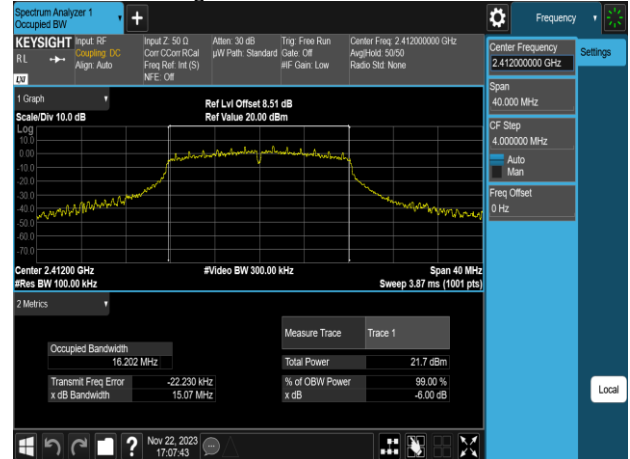 Spectrum Analyzer 1
Occupied BW
Frequency
KEYSIGHT
RL
LXI
Input: RF
Coupling: DC
Align: Auto
Input Z: 50 Ω
Corr CCorr RCal
Freq Ref: Int (S)
NFE: Off
Atten: 30 dB
µW Path: Standard
Trig: Free Run
Gate: Off
#IF Gain: Low
Center Freq: 2.412000000 GHz
Avg|Hold: 50/50
Radio Std: None
Center Frequency
2.412000000 GHz
Settings
Span
40.000 MHz
CF Step
4.000000 MHz
Auto
Man
Freq Offset
0 Hz
Local
1 Graph
Scale/Div 10.0 dB
Ref Lvl Offset 8.51 dB
Ref Value 20.00 dBm
Log
10.0
0.00
-10.0
-20.0
-30.0
-40.0
-50.0
-60.0
-70.0
Center 2.41200 GHz
#Video BW 300.00 kHz
Span 40 MHz
#Res BW 100.00 kHz
Sweep 3.87 ms (1001 pts)
2 Metrics
Measure Trace Trace 1
Occupied Bandwidth
16.202 MHz
Total Power 21.7 dBm
Transmit Freq Error -22.230 kHz
% of OBW Power 99.00 %
x dB Bandwidth 15.07 MHz
x dB -6.00 dB
?
Nov 22, 2023
17:07:43